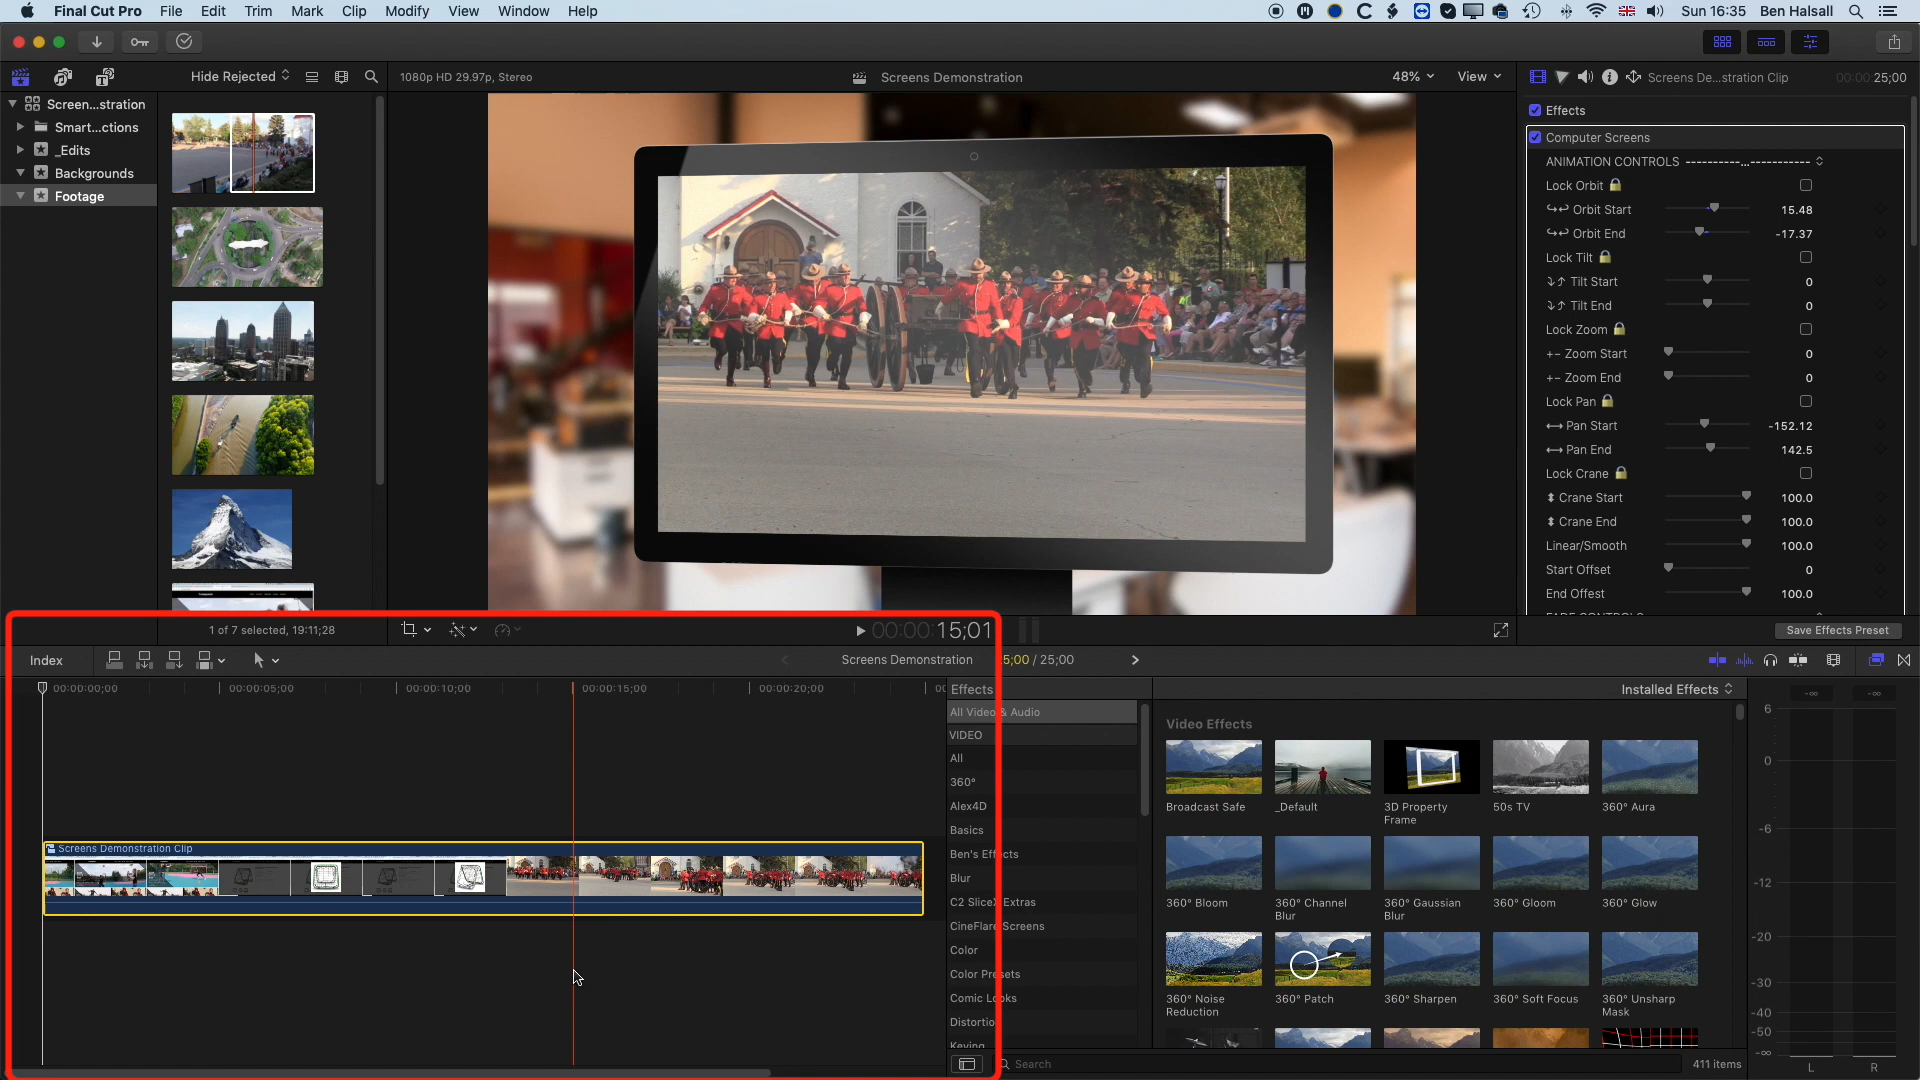 Final Cut Pro File Edit Trim Mark Clip Modify View Window Help Sun 16:35 Ben Halsall
Hide Rejected 1080p HD 29.97p, Stereo Screens Demonstration 48% View Screens De...stration Clip 00:00:25;00
Screen...stration
Smart...ctions
_Edits
Backgrounds
Footage
Effects
Computer Screens
ANIMATION CONTROLS ----------...-----------
Lock Orbit
Orbit Start 15.48
Orbit End -17.37
Lock Tilt
Tilt Start 0
Tilt End 0
Lock Zoom
Zoom Start 0
Zoom End 0
Lock Pan
Pan Start -152.12
Pan End 142.5
Lock Crane
Crane Start 100.0
Crane End 100.0
Linear/Smooth 100.0
Start Offset 0
End Offest 100.0
1 of 7 selected, 19:11;28 00:00:15;01 Save Effects Preset
Index Screens Demonstration 5;00 / 25;00
00:00:00;00 00:00:05;00 00:00:10;00 00:00:15;00 00:00:20;00
Screens Demonstration Clip
Effects Installed Effects
All Video & Audio
VIDEO
All
360°
Alex4D
Basics
Ben's Effects
Blur
C2 SliceX Extras
CineFlare Screens
Color
Color Presets
Comic Looks
Distortio
Keying
Video Effects
Broadcast Safe _Default 3D Property Frame 50s TV 360° Aura
360° Bloom 360° Channel Blur 360° Gaussian Blur 360° Gloom 360° Glow
360° Noise Reduction 360° Patch 360° Sharpen 360° Soft Focus 360° Unsharp Mask
Search 411 items
-∞ -∞
6
0
-6
-12
-20
-30
-40
-50
-∞
L R